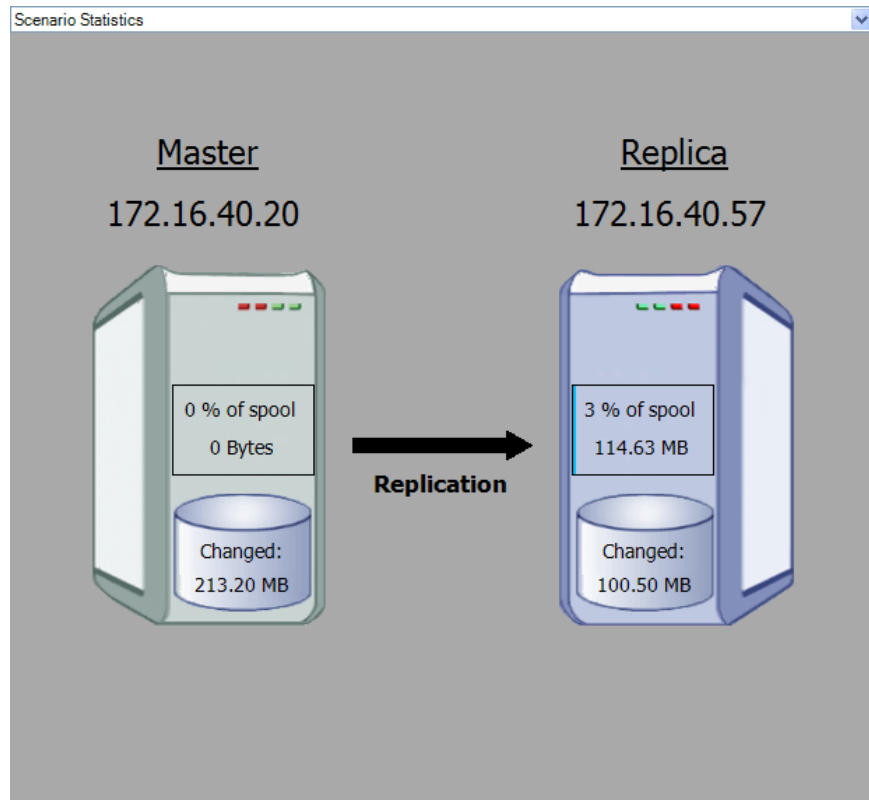 Scenario Statistics
Master
172.16.40.20
0 % of spool
0 Bytes
Changed:
213.20 MB
Replication
Replica
172.16.40.57
3 % of spool
114.63 MB
Changed:
100.50 MB